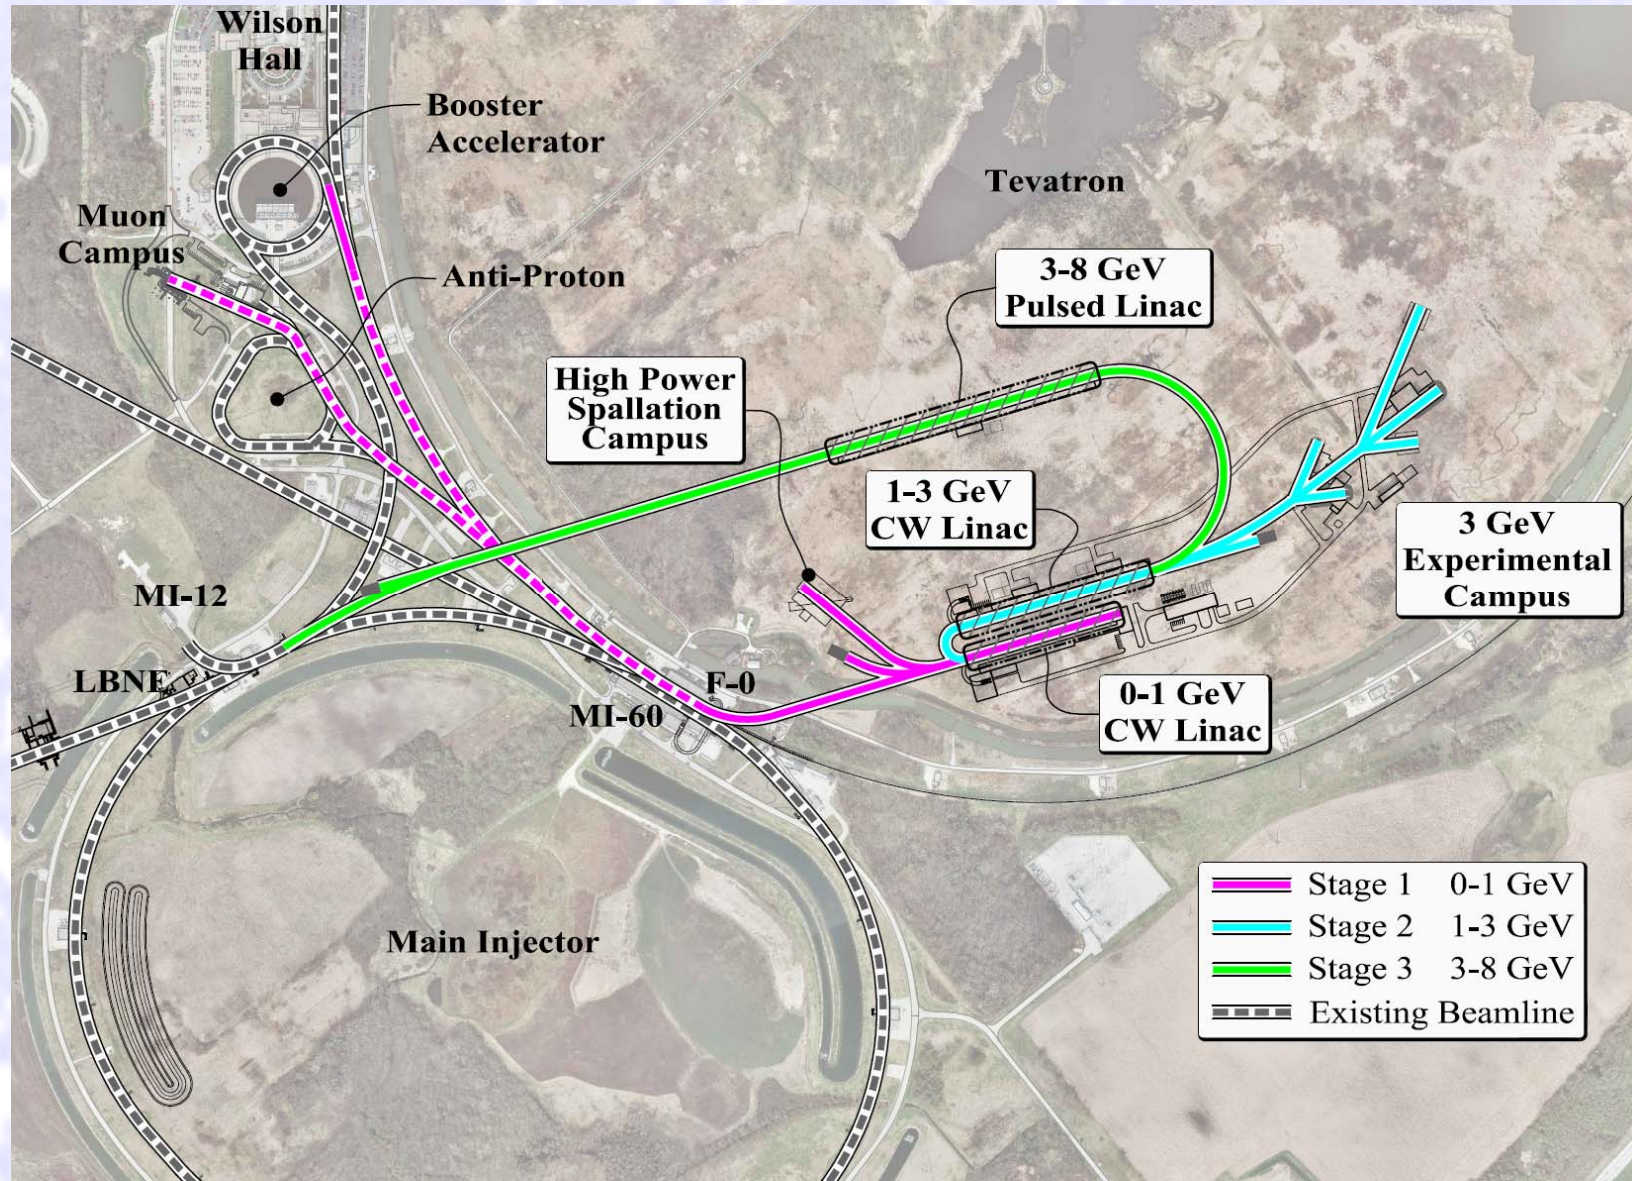 Wilson
Hall
Booster
Accelerator
Muon
Campus
Anti-Proton
Tevatron
3-8 GeV
Pulsed Linac
High Power
Spallation
Campus
1-3 GeV
CW Linac
3 GeV
Experimental
Campus
MI-12
LBNE
F-0
MI-60
0-1 GeV
CW Linac
Main Injector
Stage 1 0-1 GeV
Stage 2 1-3 GeV
Stage 3 3-8 GeV
Existing Beamline